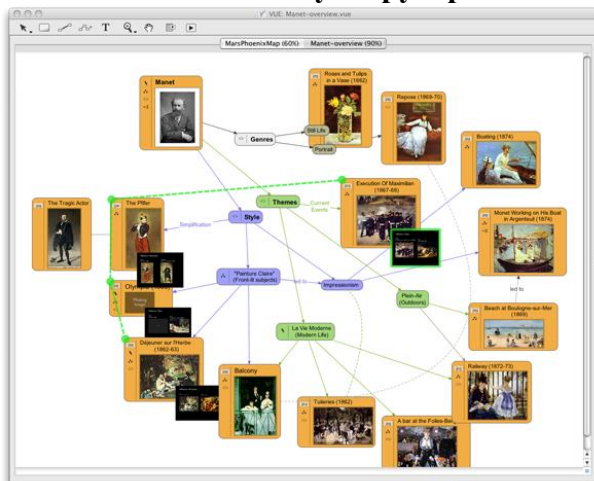 VUE: Manet-overview.vue
MarsPhoenixMap (60%)
Manet-overview (90%)
Manet
Roses and Tulips
in a Vase (1882)
Repose (1869-70)
Genres
Still Life
Portrait
Boating (1874)
The Tragic Actor
The Fifer
Simplification
Style
Themes
Current
Events
Execution Of Maximilian
(1867-68)
Monet Working on His Boat
in Argenteuil (1874)
"Painture Claire"
(Front-lit subjects)
led to
Impressionism
led to
Plein-Air
(Outdoors)
Beach at Boulogne-sur-Mer
(1869)
La Vie Moderne
(Modern Life)
Dejeuner sur l'Herbe
(1862-63)
Balcony
Tuileries (1862)
Railway (1872-73)
A bar at the Folies-Ber